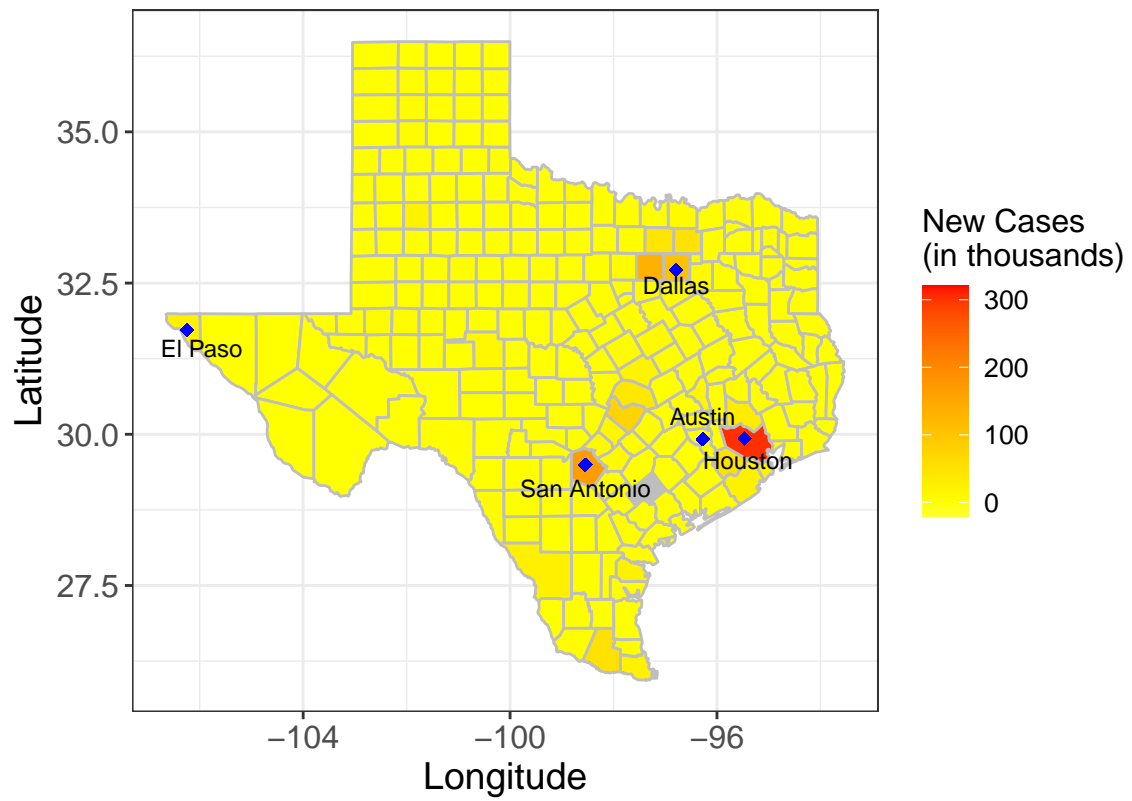 35.0
32.5
30.0
27.5
Latitude
−104
−100
−96
Longitude
Dallas
El Paso
Austin
Houston
San Antonio
New Cases
(in thousands)
300
200
100
0